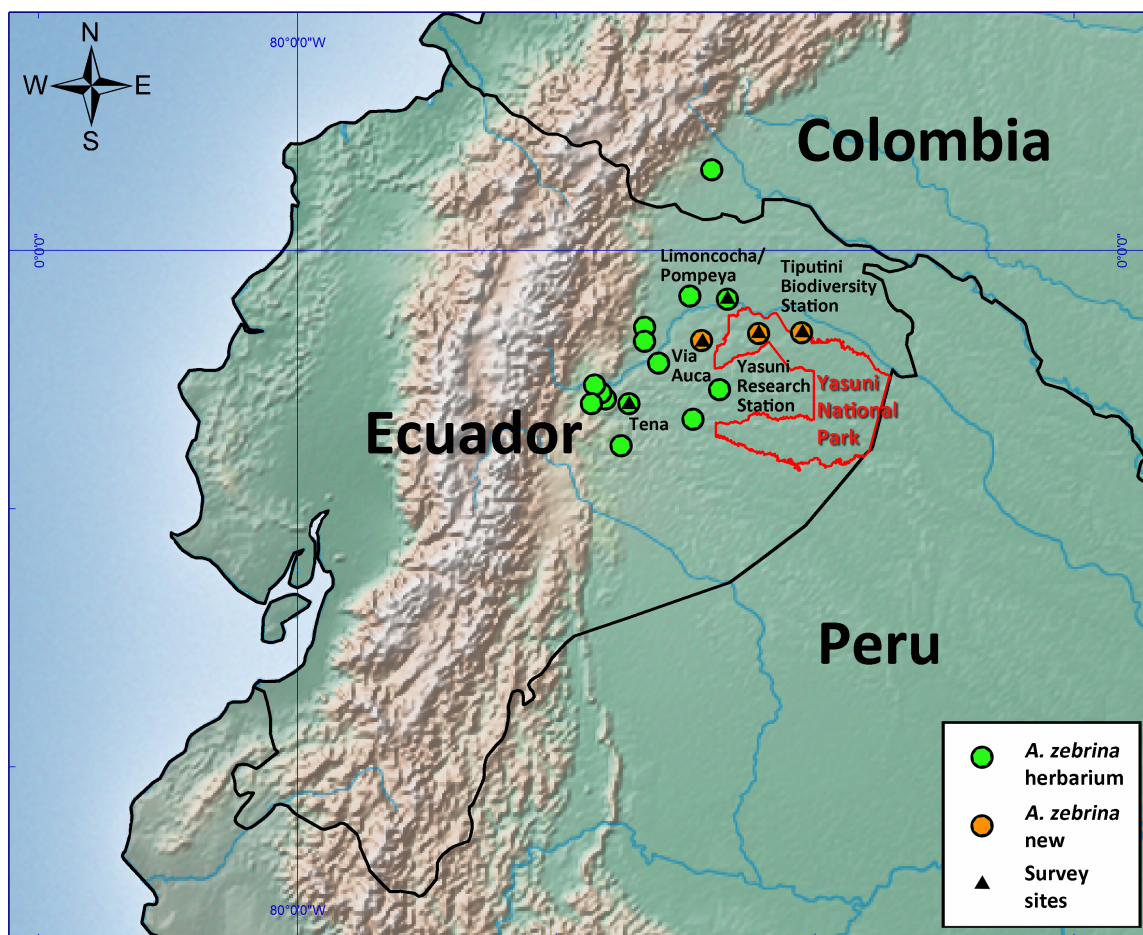 N
W E
S
80°0'0"W
Colombia
0°0'0"
0°0'0"
Limoncocha/
Pompeya
Tiputini
Biodiversity
Station
Via
Auca
Yasuni
Research
Station
Yasuni
National
Park
Tena
Ecuador
Peru
A. zebrina
herbarium
A. zebrina
new
Survey
sites
80°0'0"W